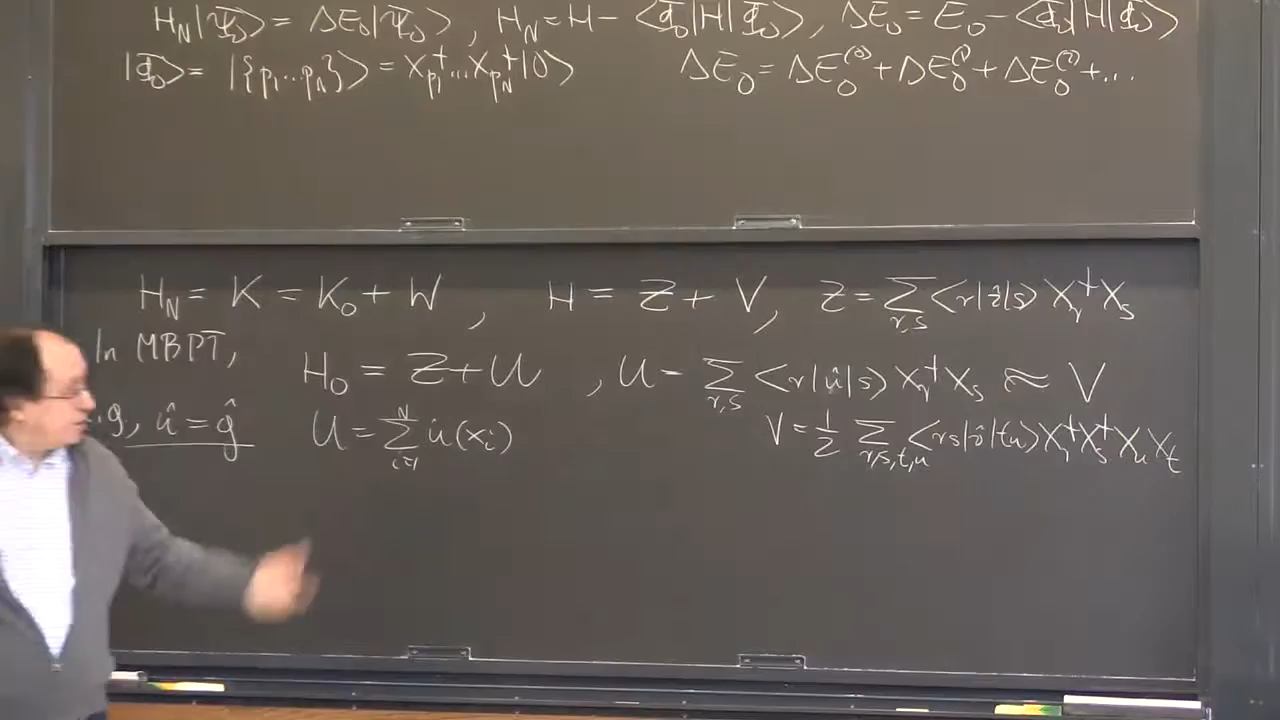 H_N|Ψ_0⟩ = ΔE_0|Ψ_0⟩ , H_N = H - ⟨Φ_0|H|Φ_0⟩, ΔE_0 = E_0 - ⟨Φ_0|H|Φ_0⟩
|Φ_0⟩ = |{p_1...p_N}⟩ = X_{p_1}^†...X_{p_N}^†|0⟩ ΔE_0 = ΔE_0^{(0)} + ΔE_0^{(1)} + ΔE_0^{(2)} + ...
H_N = K = K_0 + W , H = Z + V, Z = Σ_{r,s} ⟨r|ẑ|s⟩ X_r^† X_s
In MBPT, H_0 = Z + U , U = Σ_{r,s} ⟨r|û|s⟩ X_r^† X_s ≈ V
.g, û = ĝ U = Σ_{i=1}^N û(x_i) V = 1/2 Σ_{r,s,t,u} ⟨rs|v̂|tu⟩ X_r^† X_s^† X_u X_t